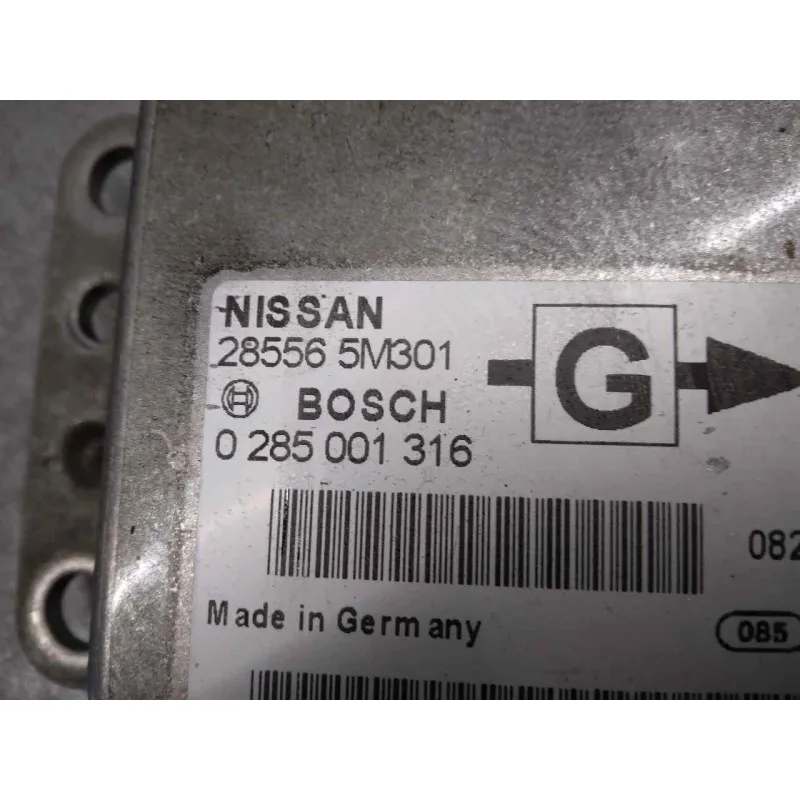 NISSAN
28556 5M301
G
BOSCH
0 285 001 316
082
Made in Germany
085